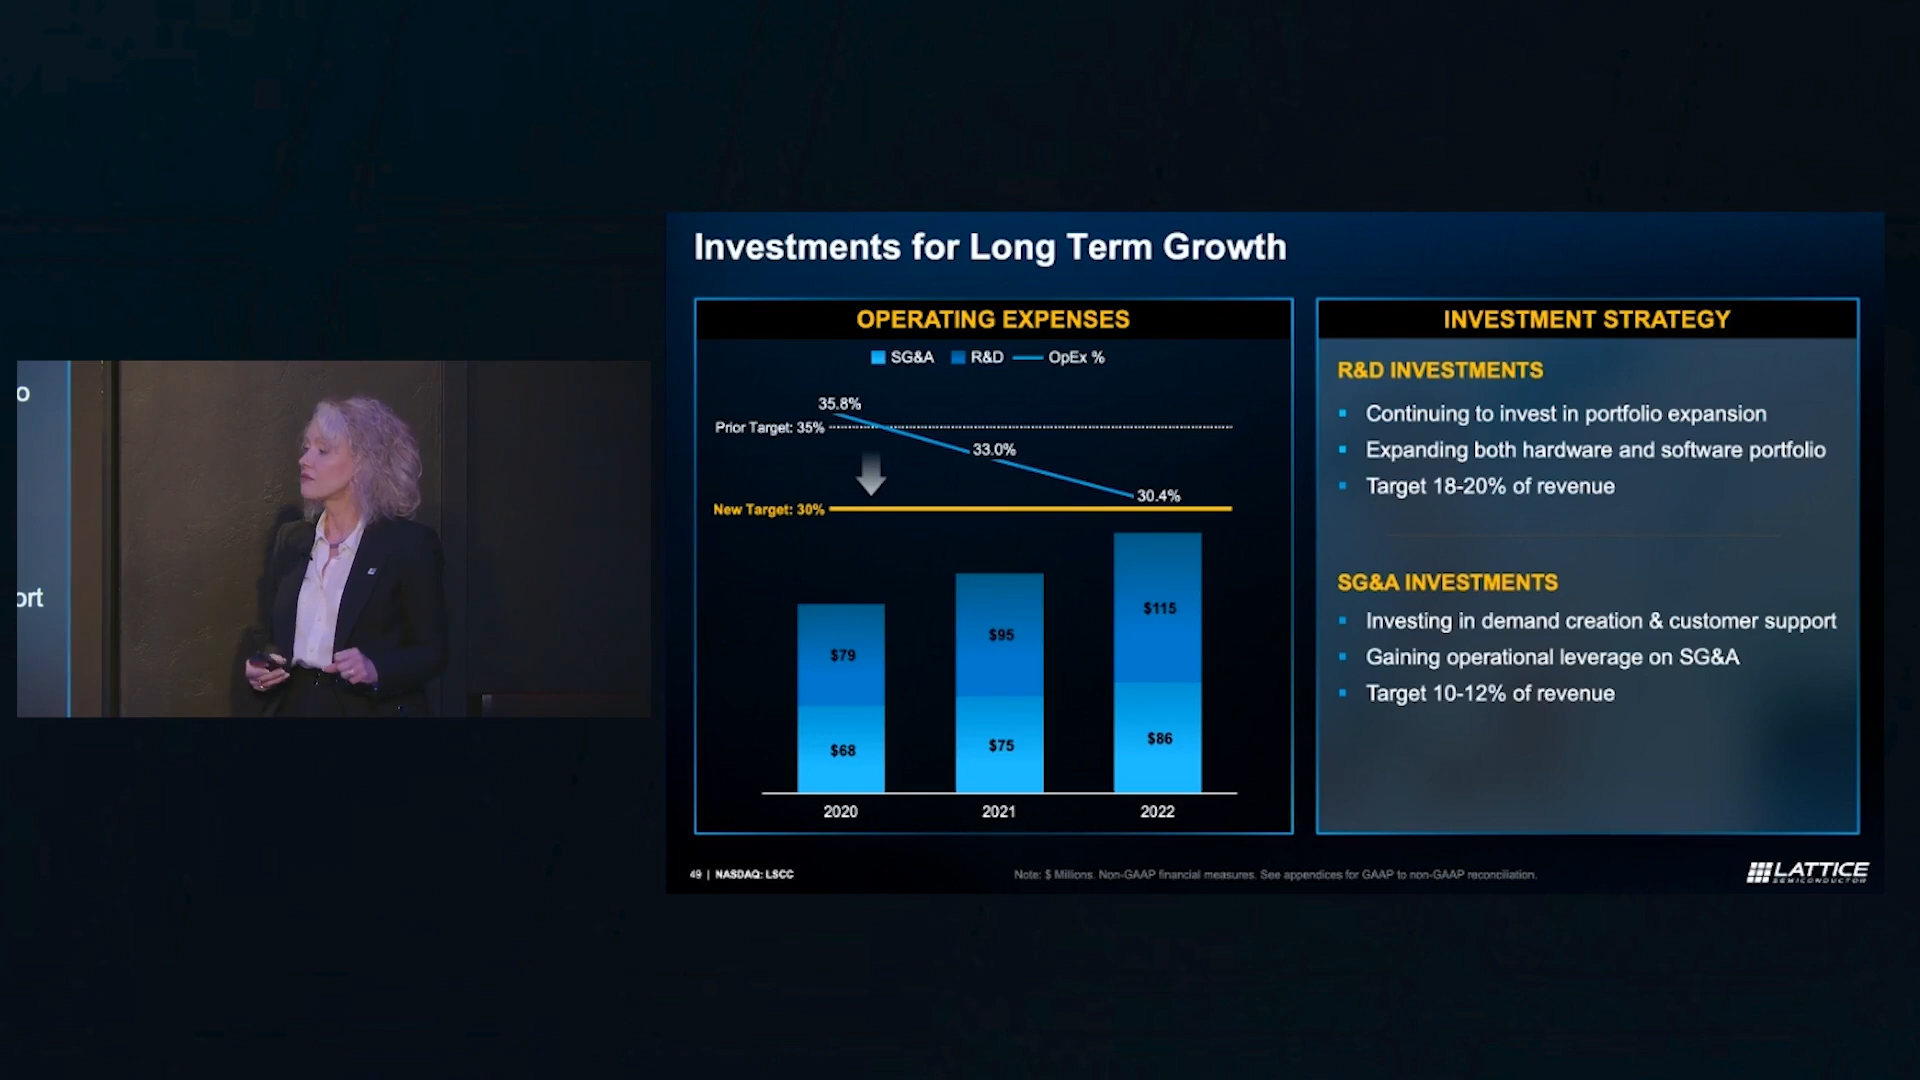 o
ort
Investments for Long Term Growth
OPERATING EXPENSES
SG&A R&D OpEx %
35.8%
Prior Target: 35%
33.0%
30.4%
New Target: 30%
$79
$95
$115
$68
$75
$86
2020 2021 2022
INVESTMENT STRATEGY
R&D INVESTMENTS
▪ Continuing to invest in portfolio expansion
▪ Expanding both hardware and software portfolio
▪ Target 18-20% of revenue
SG&A INVESTMENTS
▪ Investing in demand creation & customer support
▪ Gaining operational leverage on SG&A
▪ Target 10-12% of revenue
49 | NASDAQ: LSCC
Note: $ Millions. Non-GAAP financial measures. See appendices for GAAP to non-GAAP reconciliation.
LATTICE
SEMICONDUCTOR